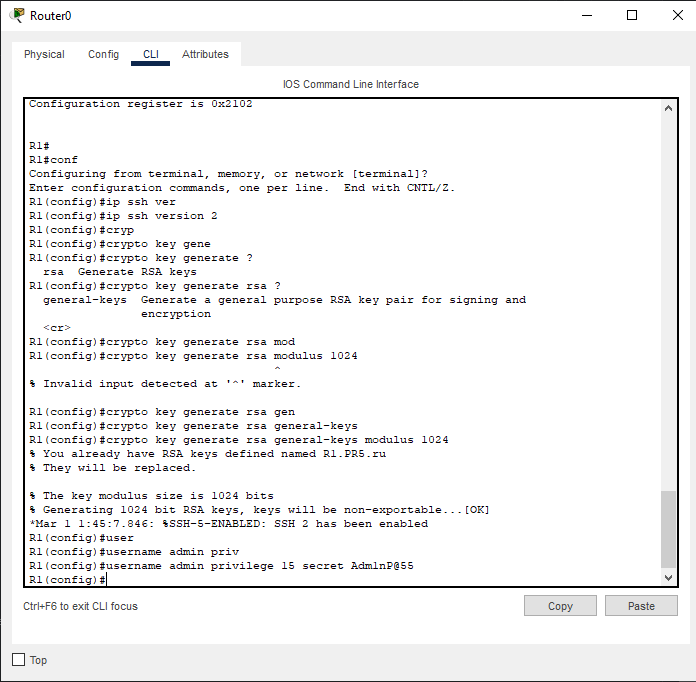 Router0
Physical Config CLI Attributes
IOS Command Line Interface
Configuration register is 0x2102
R1#
R1#conf
Configuring from terminal, memory, or network [terminal]?
Enter configuration commands, one per line.  End with CNTL/Z.
R1(config)#ip ssh ver
R1(config)#ip ssh version 2
R1(config)#cryp
R1(config)#crypto key gene
R1(config)#crypto key generate ?
  rsa  Generate RSA keys
R1(config)#crypto key generate rsa ?
  general-keys  Generate a general purpose RSA key pair for signing and
                encryption
  <cr>
R1(config)#crypto key generate rsa mod
R1(config)#crypto key generate rsa modulus 1024
                                   ^
% Invalid input detected at '^' marker.
R1(config)#crypto key generate rsa gen
R1(config)#crypto key generate rsa general-keys
R1(config)#crypto key generate rsa general-keys modulus 1024
% You already have RSA keys defined named R1.PR5.ru
% They will be replaced.
% The key modulus size is 1024 bits
% Generating 1024 bit RSA keys, keys will be non-exportable...[OK]
*Mar 1 1:45:7.846: %SSH-5-ENABLED: SSH 2 has been enabled
R1(config)#user
R1(config)#username admin priv
R1(config)#username admin privilege 15 secret Adm1nP@55
R1(config)#
Ctrl+F6 to exit CLI focus
Copy Paste
Top